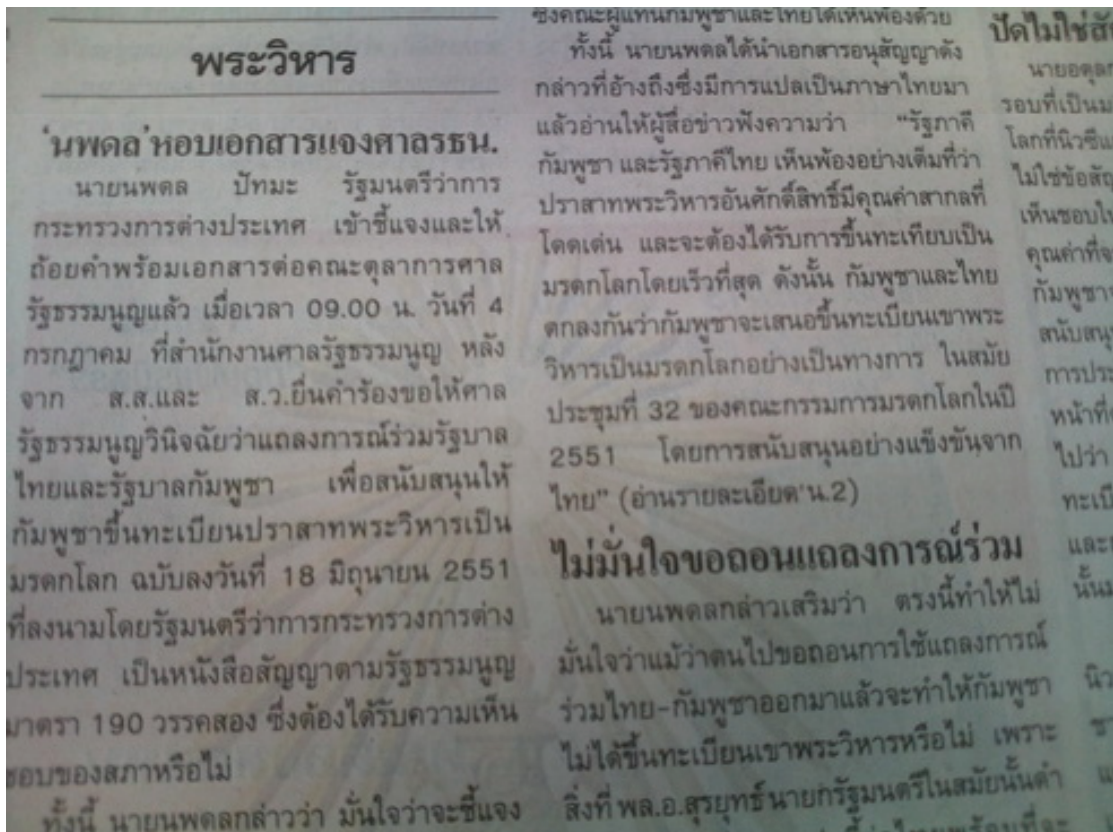 พระวิหาร
'นพดล'หอบเอกสารแจงศาลรธน.
นายนพดล ปัทมะ รัฐมนตรีว่าการ
กระทรวงการต่างประเทศ เข้าชี้แจงและให้
ถ้อยคำพร้อมเอกสารต่อคณะตุลาการศาล
รัฐธรรมนูญแล้ว เมื่อเวลา 09.00 น. วันที่ 4
กรกฎาคม ที่สำนักงานศาลรัฐธรรมนูญ หลัง
จาก ส.ส.และ ส.ว.ยื่นคำร้องขอให้ศาล
รัฐธรรมนูญวินิจฉัยว่าแถลงการณ์ร่วมรัฐบาล
ไทยและรัฐบาลกัมพูชา เพื่อสนับสนุนให้
กัมพูชาขึ้นทะเบียนปราสาทพระวิหารเป็น
มรดกโลก ฉบับลงวันที่ 18 มิถุนายน 2551
ที่ลงนามโดยรัฐมนตรีว่าการกระทรวงการต่าง
ประเทศ เป็นหนังสือสัญญาตามรัฐธรรมนูญ
มาตรา 190 วรรคสอง ซึ่งต้องได้รับความเห็น
ชอบของสภาหรือไม่
ทั้งนี้ นายนพดลกล่าวว่า มั่นใจว่าจะชี้แจง
ซึ่งคณะผู้แทนกัมพูชาและไทยได้เห็นพ้องด้วย
ทั้งนี้ นายนพดลได้นำเอกสารอนุสัญญาดัง
กล่าวที่อ้างถึงซึ่งมีการแปลเป็นภาษาไทยมา
แล้วอ่านให้ผู้สื่อข่าวฟังความว่า "รัฐภาคี
กัมพูชา และรัฐภาคีไทย เห็นพ้องอย่างเต็มที่ว่า
ปราสาทพระวิหารอันศักดิ์สิทธิ์มีคุณค่าสากลที่
โดดเด่น และจะต้องได้รับการขึ้นทะเทียบเป็น
มรดกโลกโดยเร็วที่สุด ดังนั้น กัมพูชาและไทย
ตกลงกันว่ากัมพูชาจะเสนอขึ้นทะเบียนเขาพระ
วิหารเป็นมรดกโลกอย่างเป็นทางการ ในสมัย
ประชุมที่ 32 ของคณะกรรมการมรดกโลกในปี
2551 โดยการสนับสนุนอย่างแข็งขันจาก
ไทย" (อ่านรายละเอียด น.2)
ไม่มั่นใจขอถอนแถลงการณ์ร่วม
นายนพดลกล่าวเสริมว่า ตรงนี้ทำให้ไม่
มั่นใจว่าแม้ว่าตนไปขอถอนการใช้แถลงการณ์
ร่วมไทย-กัมพูชาออกมาแล้วจะทำให้กัมพูชา
ไม่ได้ขึ้นทะเบียนเขาพระวิหารหรือไม่ เพราะ
สิ่งที่ พล.อ.สุรยุทธ์ นายกรัฐมนตรีในสมัยนั้นดำ
ปัดไม่ใช่
รอบที่เป็น
ไม่ใช่ข้อ
คุณค่าที่
กัมพูชา
การประ
หน้าที่
ไปว่า